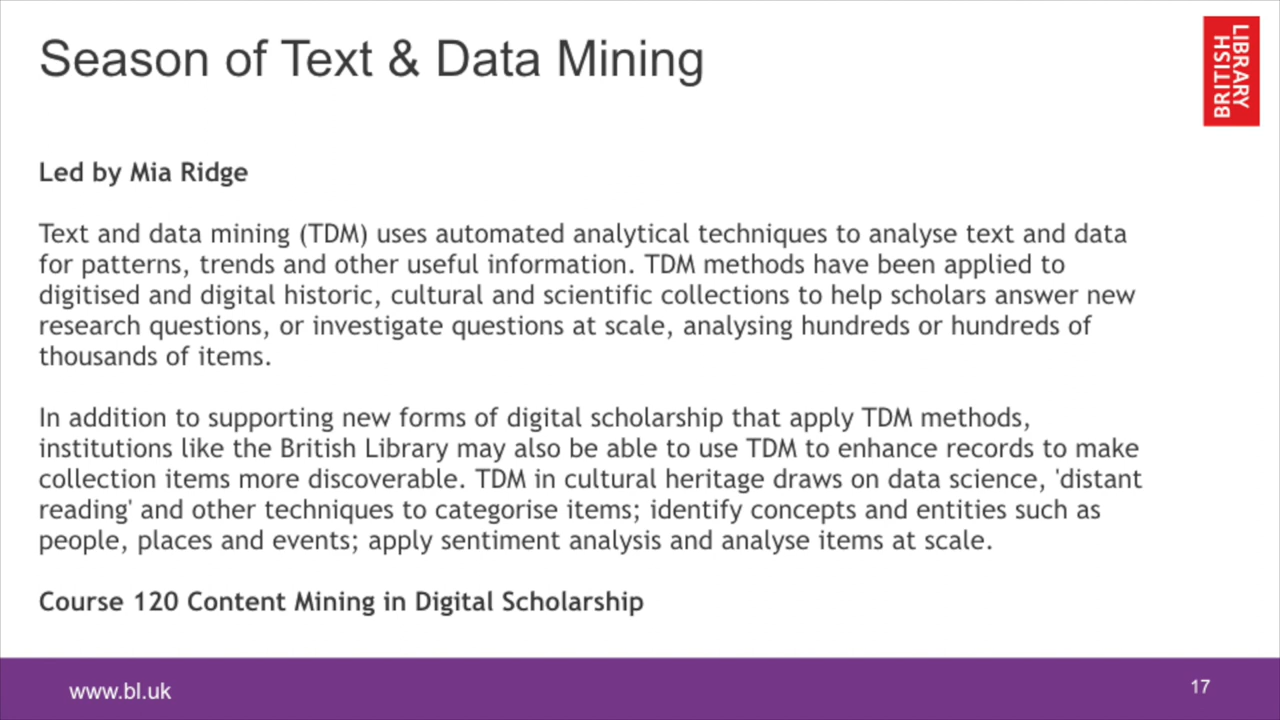 Season of Text & Data Mining
BRITISH
LIBRARY
Led by Mia Ridge
Text and data mining (TDM) uses automated analytical techniques to analyse text and data
for patterns, trends and other useful information. TDM methods have been applied to
digitised and digital historic, cultural and scientific collections to help scholars answer new
research questions, or investigate questions at scale, analysing hundreds or hundreds of
thousands of items.
In addition to supporting new forms of digital scholarship that apply TDM methods,
institutions like the British Library may also be able to use TDM to enhance records to make
collection items more discoverable. TDM in cultural heritage draws on data science, 'distant
reading' and other techniques to categorise items; identify concepts and entities such as
people, places and events; apply sentiment analysis and analyse items at scale.
Course 120 Content Mining in Digital Scholarship
www.bl.uk
17